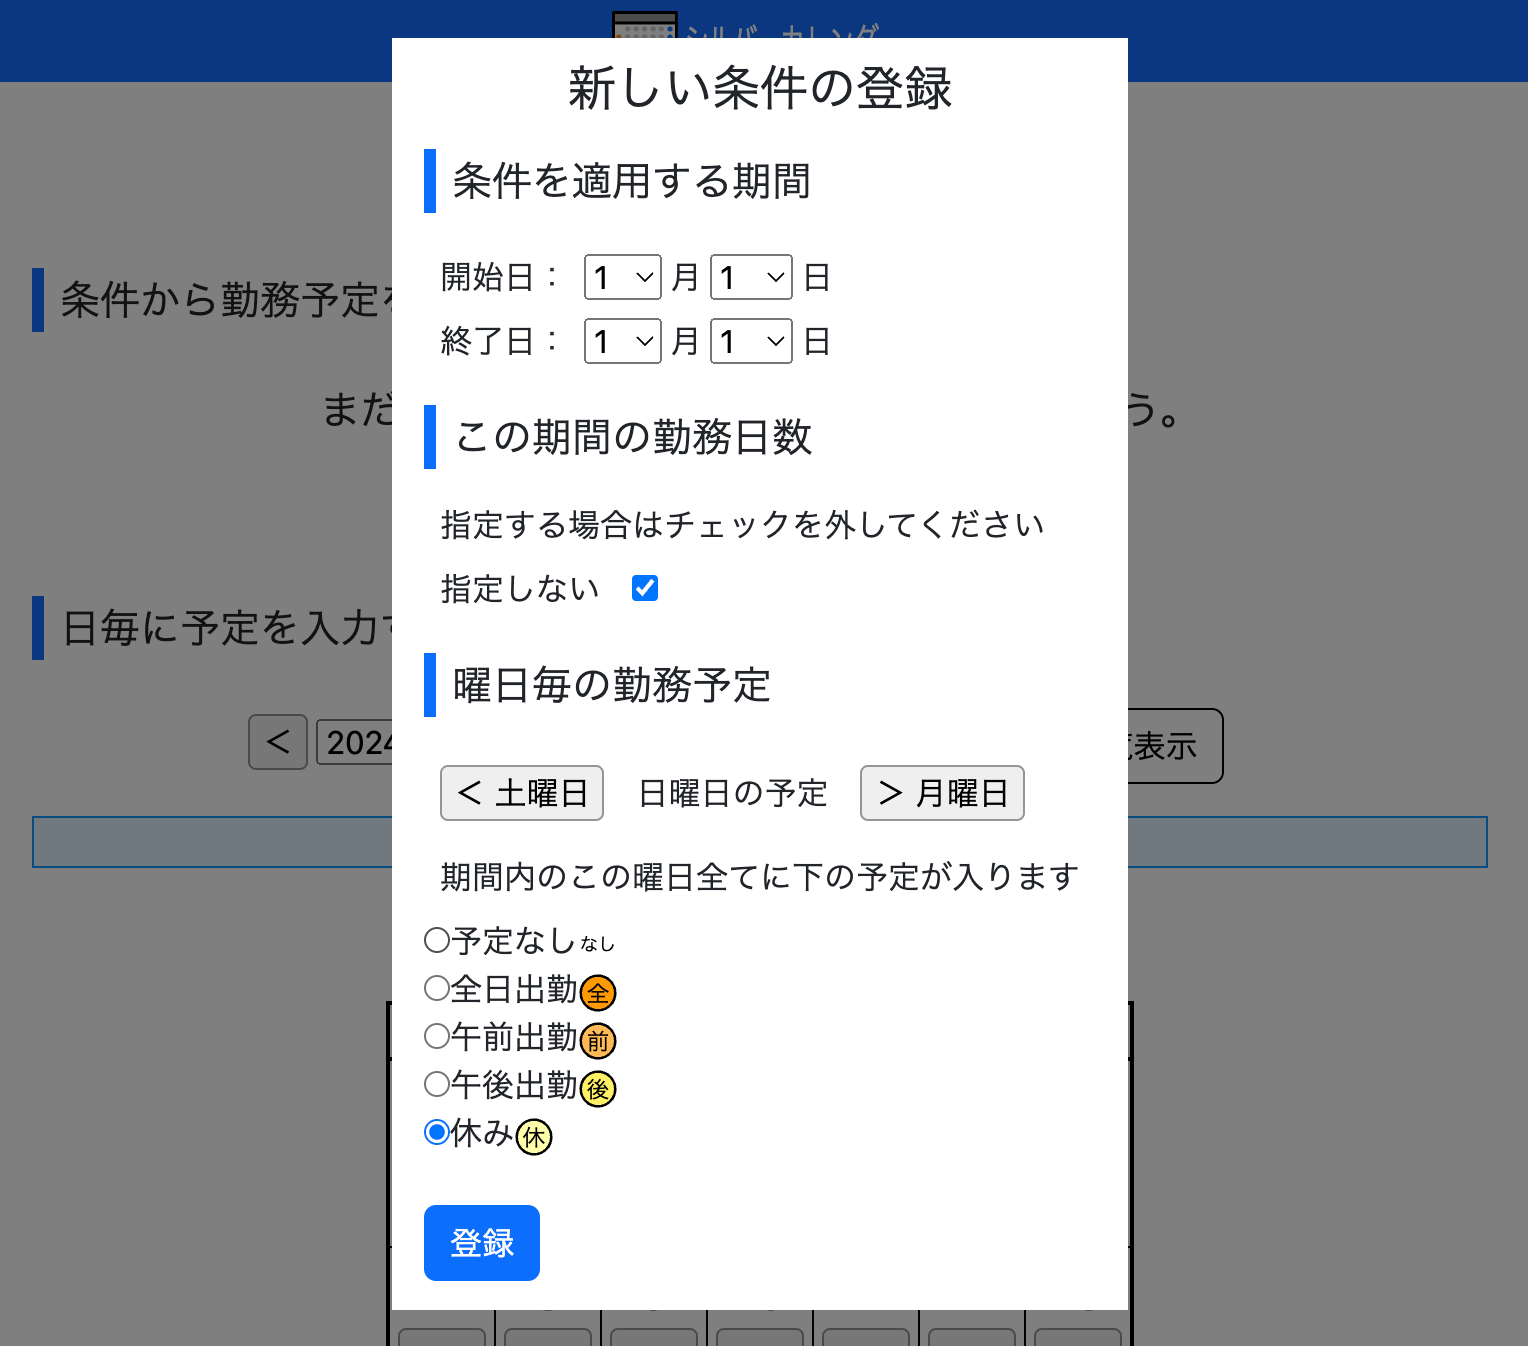 新しい条件の登録
条件を適用する期間
開始日： 1 月 1 日
終了日： 1 月 1 日
この期間の勤務日数
指定する場合はチェックを外してください
指定しない
曜日毎の勤務予定
< 土曜日 日曜日の予定 > 月曜日
期間内のこの曜日全てに下の予定が入ります
予定なし なし
全日出勤 全
午前出勤 前
午後出勤 後
休み 休
登録
条件から勤務予定
まだ
う。
日毎に予定を入力
< 2024
表示